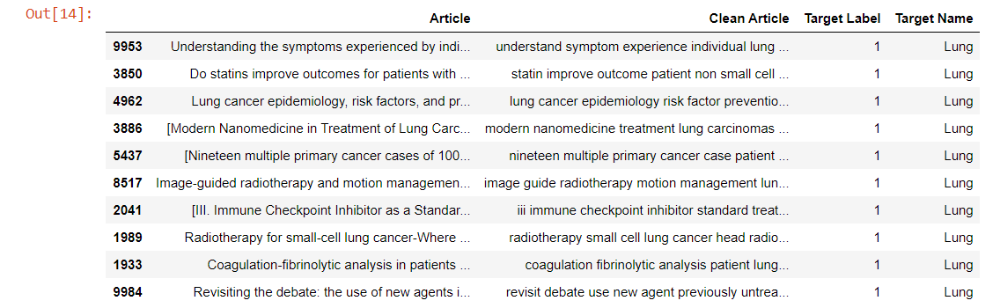 Out[14]:
Article Clean Article Target Label Target Name
9953 Understanding the symptoms experienced by indi... understand symptom experience individual lung ... 1 Lung
3850 Do statins improve outcomes for patients with ... statin improve outcome patient non small cell ... 1 Lung
4962 Lung cancer epidemiology, risk factors, and pr... lung cancer epidemiology risk factor preventio... 1 Lung
3886 [Modern Nanomedicine in Treatment of Lung Carc... modern nanomedicine treatment lung carcinomas ... 1 Lung
5437 [Nineteen multiple primary cancer cases of 100... nineteen multiple primary cancer case patient ... 1 Lung
8517 Image-guided radiotherapy and motion managemen... image guide radiotherapy motion management lun... 1 Lung
2041 [III. Immune Checkpoint Inhibitor as a Standar... iii immune checkpoint inhibitor standard treat... 1 Lung
1989 Radiotherapy for small-cell lung cancer-Where ... radiotherapy small cell lung cancer head radio... 1 Lung
1933 Coagulation-fibrinolytic analysis in patients ... coagulation fibrinolytic analysis patient lung... 1 Lung
9984 Revisiting the debate: the use of new agents i... revisit debate use new agent previously untrea... 1 Lung